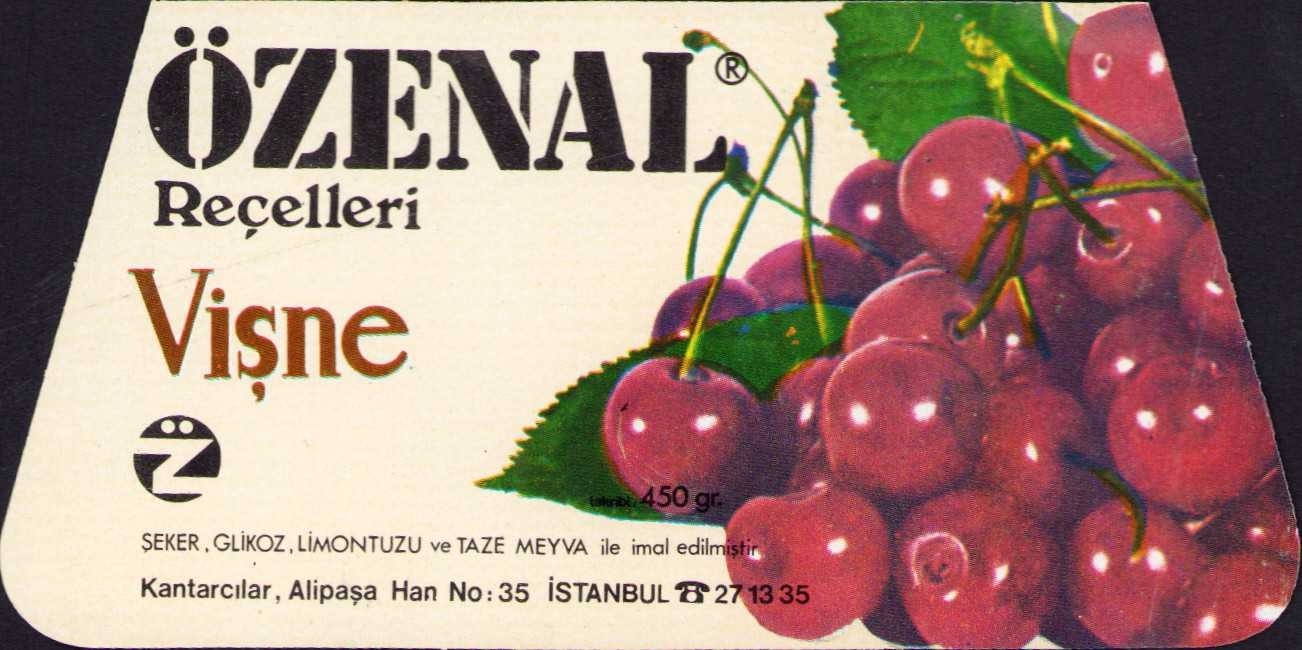 ÖZENAL®
Reçelleri
Vişne
Ö
Z
takribi. 450 gr.
ŞEKER, GLİKOZ, LİMONTUZU ve TAZE MEYVA ile imal edilmiştir
Kantarcılar, Alipaşa Han No: 35 İSTANBUL ☎ 27 13 35